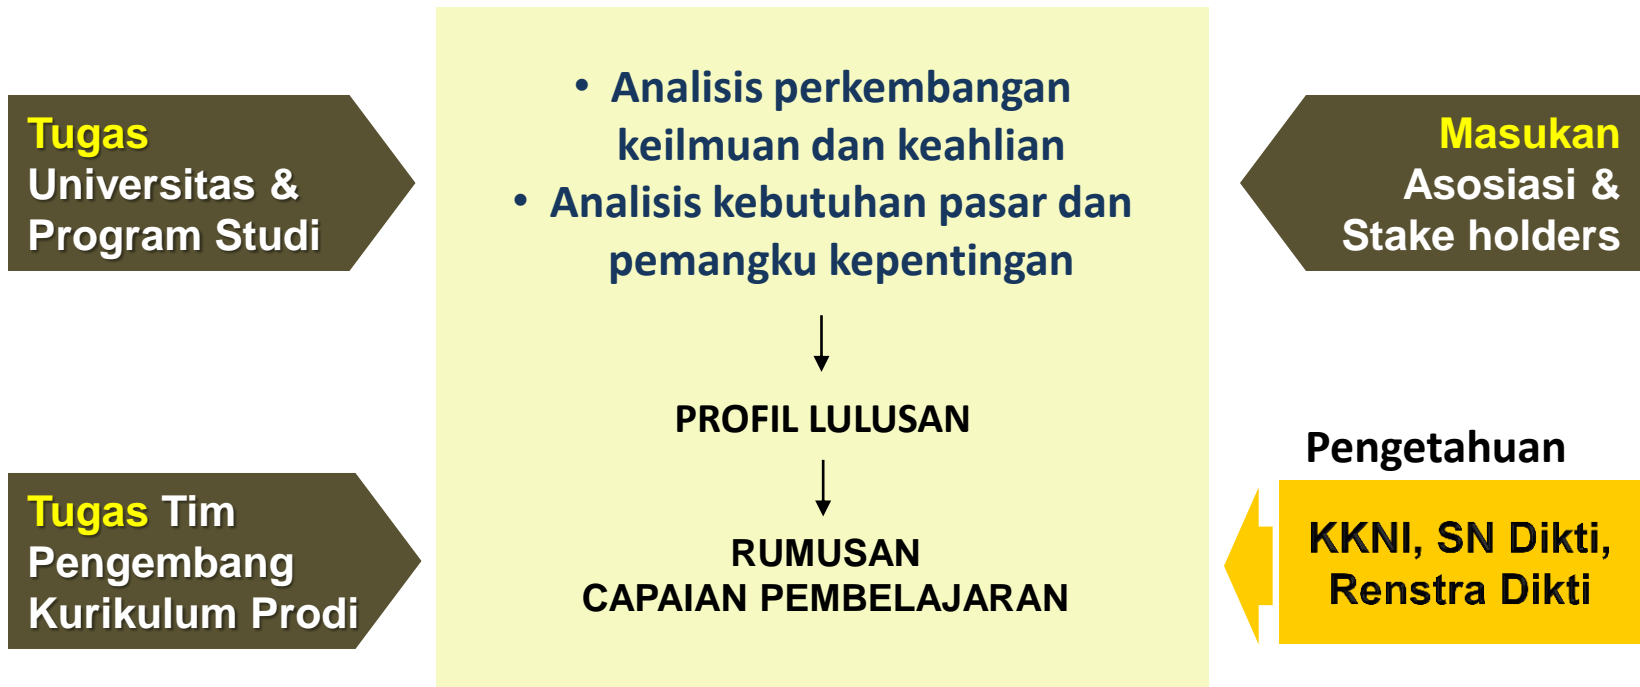 Tugas
Universitas &
Program Studi
• Analisis perkembangan
keilmuan dan keahlian
• Analisis kebutuhan pasar dan
pemangku kepentingan
Masukan
Asosiasi &
Stake holders
PROFIL LULUSAN
Tugas Tim
Pengembang
Kurikulum Prodi
RUMUSAN
CAPAIAN PEMBELAJARAN
Pengetahuan
KKNI, SN Dikti,
Renstra Dikti